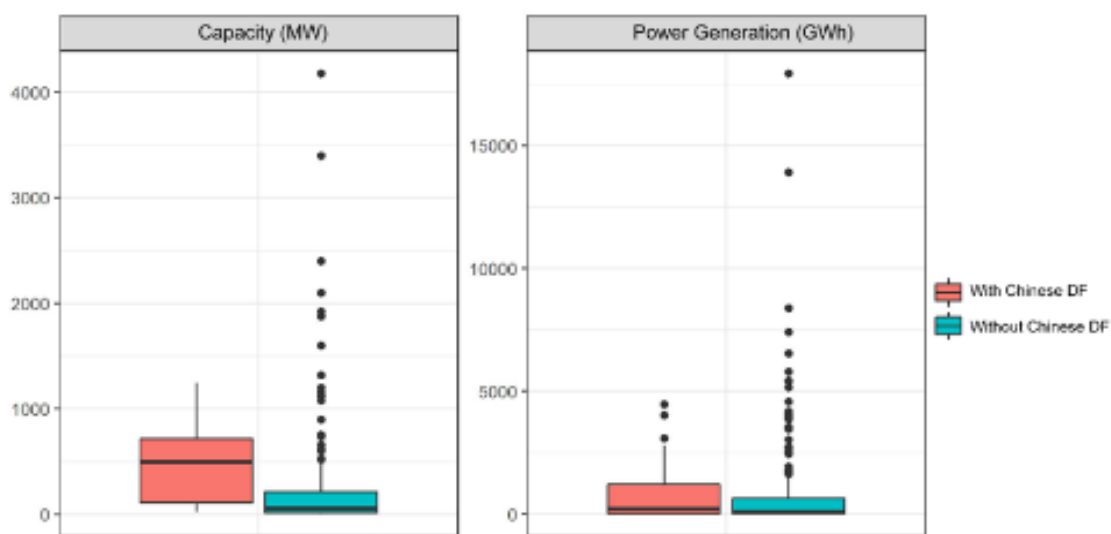 Capacity (MW)
Power Generation (GWh)
4000
3000
2000
1000
0
15000
10000
5000
0
With Chinese DF
Without Chinese DF